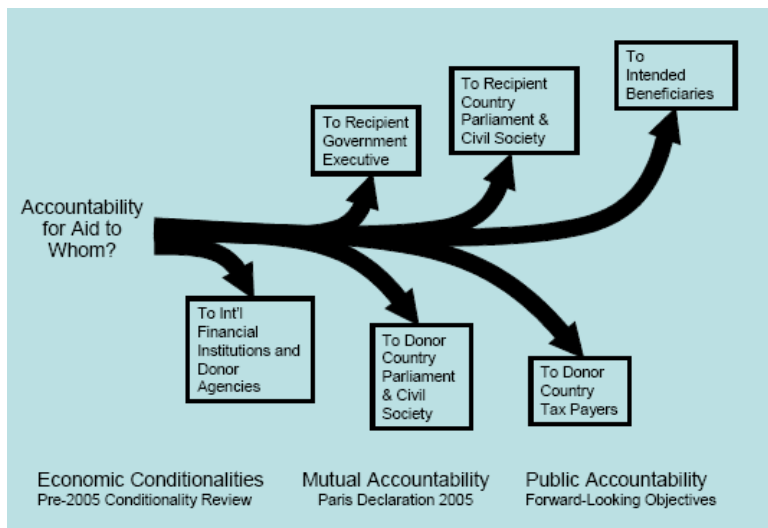 To
Intended
Beneficiaries
To Recipient
Country
Parliament &
Civil Society
To Recipient
Government
Executive
Accountability
for Aid to
Whom?
To Int'l
Financial
Institutions and
Donor
Agencies
To Donor
Country
Parliament
& Civil
Society
To Donor
Country
Tax Payers
Economic Conditionalities
Pre-2005 Conditionality Review
Mutual Accountability
Paris Declaration 2005
Public Accountability
Forward-Looking Objectives